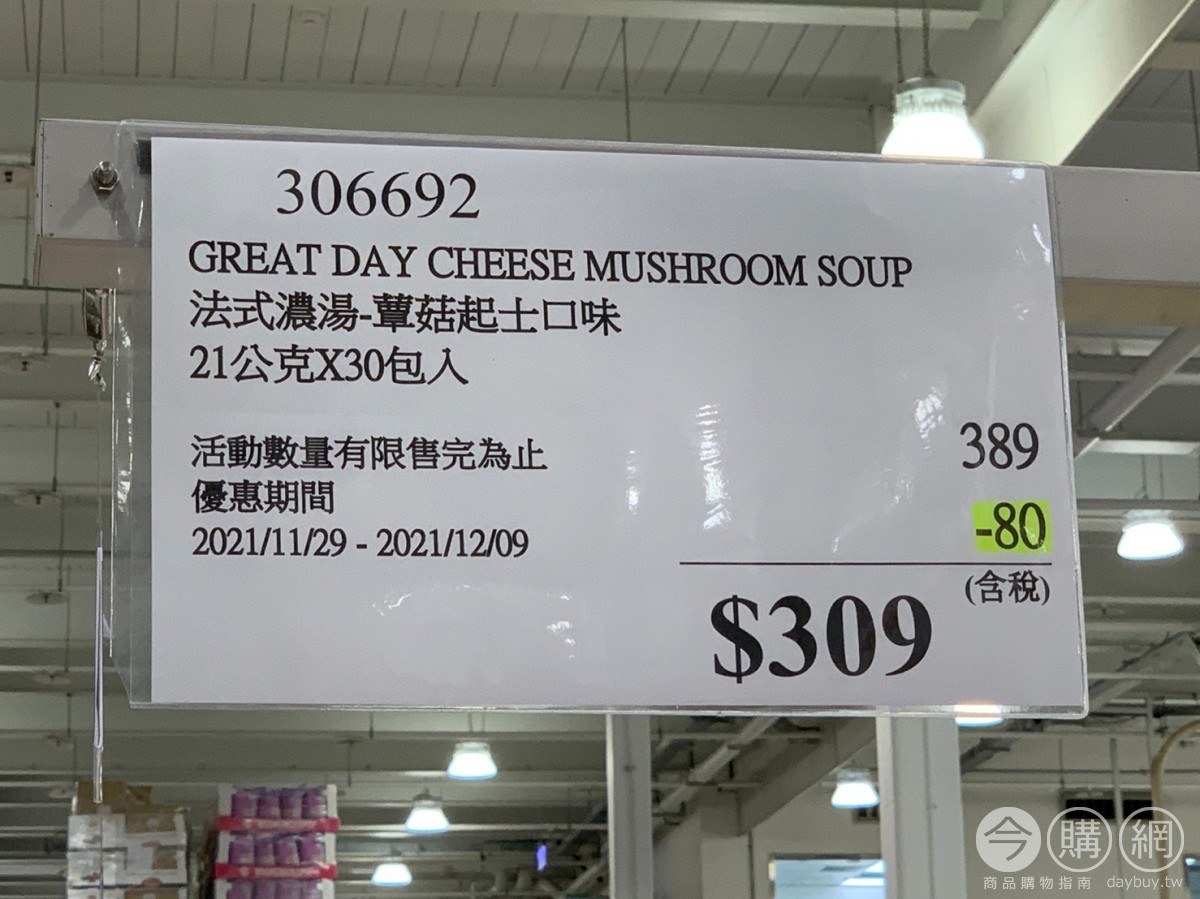 306692
GREAT DAY CHEESE MUSHROOM SOUP
法式濃湯-蕈菇起士口味
21公克X30包入
活動數量有限售完為止
優惠期間
2021/11/29 - 2021/12/09
389
-80
(含稅)
$309
今購網
商品購物指南 daybuy.tw